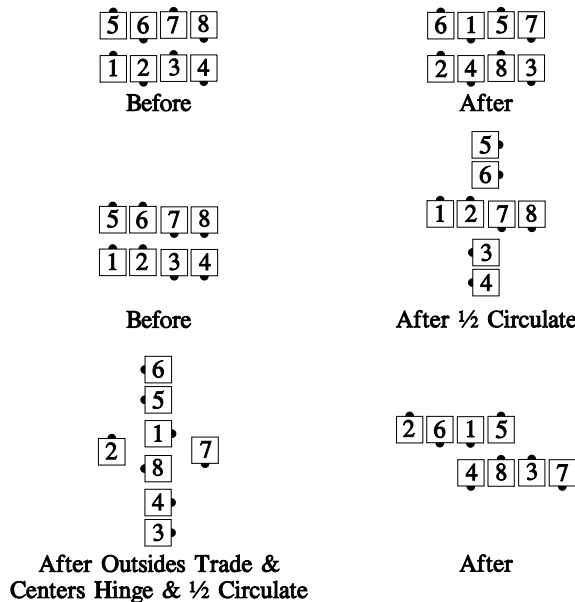 5 6 7 8 6 1 5 7
1 2 3 4 2 4 8 3
Before After
5
6
5 6 7 8 1 2 7 8
1 2 3 4 3
4
Before After ½ Circulate
6
5
2 1 7 2 6 1 5
8 4 8 3 7
4
3
After Outsides Trade & After
Centers Hinge & ½ Circulate